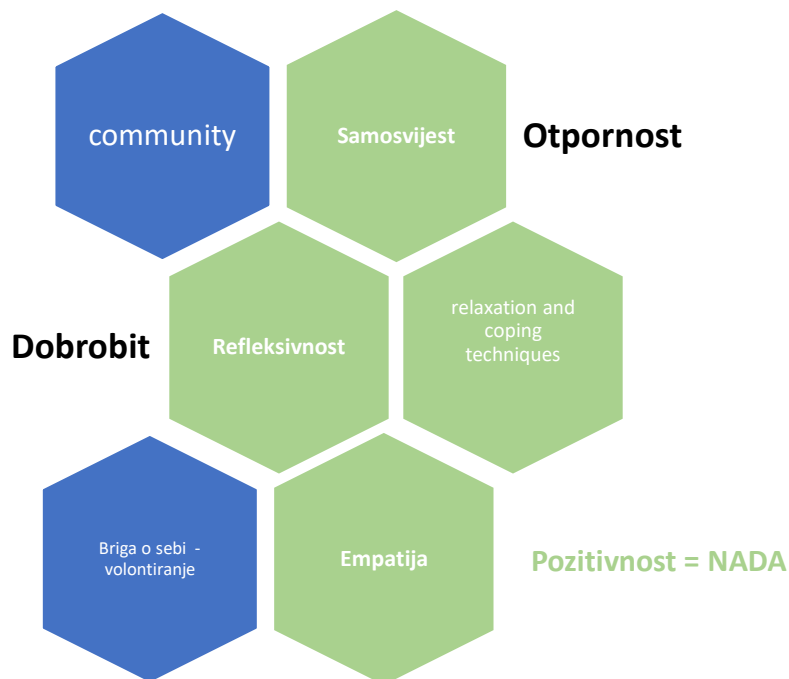 community
Samosvijest
Otpornost
relaxation and
coping
techniques
Dobrobit
Refleksivnost
Briga o sebi -
volontiranje
Empatija
Pozitivnost = NADA